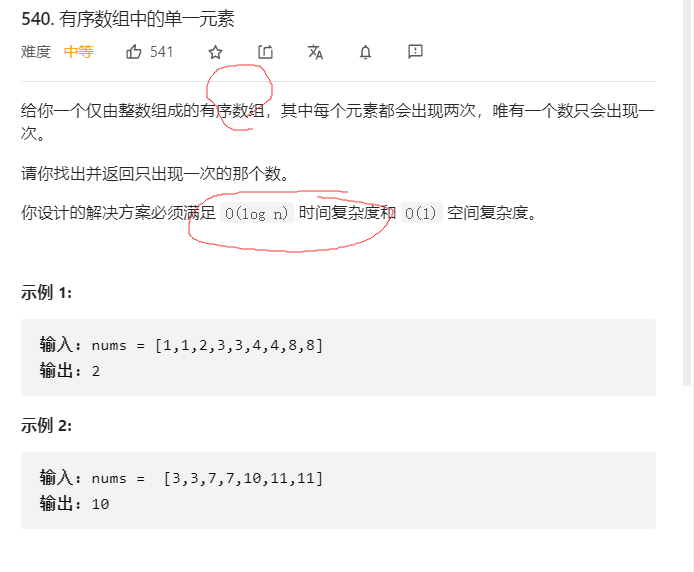 540. 有序数组中的单一元素
难度 中等 541
给你一个仅由整数组成的有序数组，其中每个元素都会出现两次，唯有一个数只会出现一
次。
请你找出并返回只出现一次的那个数。
你设计的解决方案必须满足 O(log n) 时间复杂度和 O(1) 空间复杂度。
示例 1:
输入: nums = [1,1,2,3,3,4,4,8,8]
输出: 2
示例 2:
输入: nums =  [3,3,7,7,10,11,11]
输出: 10